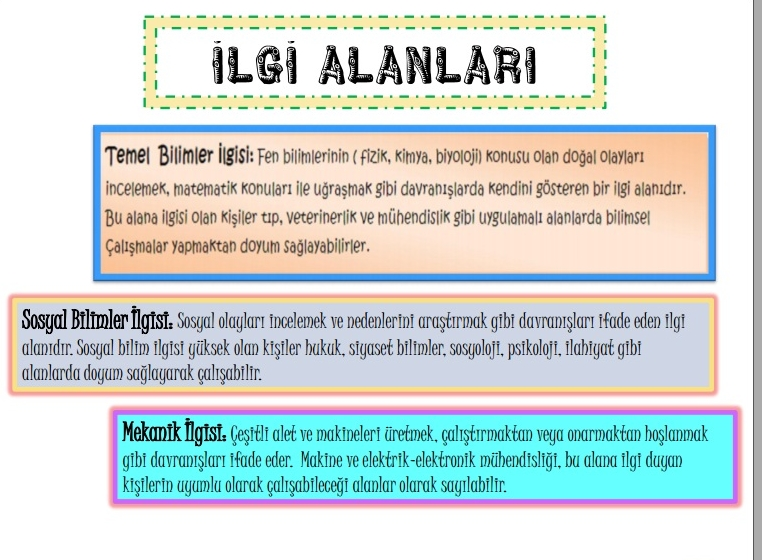 İLGİ ALANLARI
Temel Bilimler İlgisi: Fen bilimlerinin ( fizik, kimya, biyoloji) konusu olan doğal olayları
incelemek, matematik konuları ile uğraşmak gibi davranışlarda kendini gösteren bir ilgi alanıdır.
Bu alana ilgisi olan kişiler tıp, veterinerlik ve mühendislik gibi uygulamalı alanlarda bilimsel
Çalışmalar yapmaktan doyum sağlayabilirler.
Sosyal Bilimler İlgisi: Sosyal olayları incelemek ve nedenlerini araştırmak gibi davranışları ifade eden ilgi
alanıdır. Sosyal bilim ilgisi yüksek olan kişiler hukuk, siyaset bilimler, sosyoloji, psikoloji, ilahiyat gibi
alanlarda doyum sağlayarak çalışabilir.
Mekanik İlgisi: Çeşitli alet ve makineleri üretmek, çalıştırmaktan veya onarmaktan hoşlanmak
gibi davranışları ifade eder. Makine ve elektrik-elektronik mühendisliği, bu alana ilgi duyan
kişilerin uyumlu olarak çalışabileceği alanlar olarak sayılabilir.